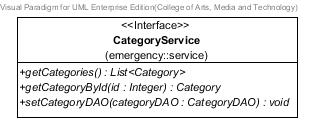 Visual Paradigm for UML Enterprise Edition(College of Arts, Media and Technology)
<<Interface>>
CategoryService
(emergency::service)
+getCategories() : List<Category>
+getCategoryById(id : Integer) : Category
+setCategoryDAO(categoryDAO : CategoryDAO) : void